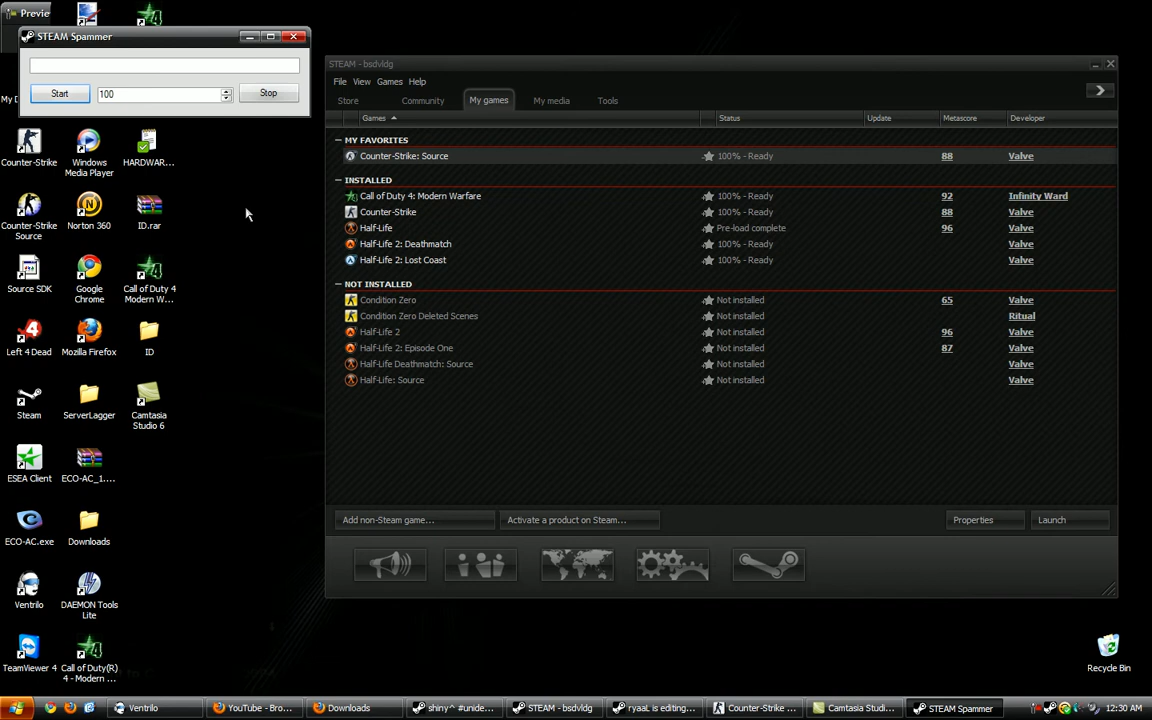 Previe
STEAM Spammer
Start
100
Stop
My D
Counter-Strike
Windows
Media Player
HARDWAR...
Counter-Strike
Source
Norton 360
ID.rar
Source SDK
Google
Chrome
Call of Duty 4
Modern W...
Left 4 Dead
Mozilla Firefox
ID
Steam
ServerLagger
Camtasia
Studio 6
ESEA Client
ECO-AC_1....
ECO-AC.exe
Downloads
Ventrilo
DAEMON Tools
Lite
TeamViewer 4
Call of Duty(R)
4 - Modern ...
STEAM - bsdvldg
File View Games Help
Store Community My games My media Tools
Games Status Update Metascore Developer
MY FAVORITES
Counter-Strike: Source 100% - Ready 88 Valve
INSTALLED
Call of Duty 4: Modern Warfare 100% - Ready 92 Infinity Ward
Counter-Strike 100% - Ready 88 Valve
Half-Life Pre-load complete 96 Valve
Half-Life 2: Deathmatch 100% - Ready Valve
Half-Life 2: Lost Coast 100% - Ready Valve
NOT INSTALLED
Condition Zero Not installed 65 Valve
Condition Zero Deleted Scenes Not installed Ritual
Half-Life 2 Not installed 96 Valve
Half-Life 2: Episode One Not installed 87 Valve
Half-Life Deathmatch: Source Not installed Valve
Half-Life: Source Not installed Valve
Add non-Steam game... Activate a product on Steam... Properties Launch
Recycle Bin
Ventrilo YouTube - Bro... Downloads shiny^ #unide... STEAM - bsdvldg ryaaL is editing... Counter-Strike ... Camtasia Studi... STEAM Spammer 12:30 AM